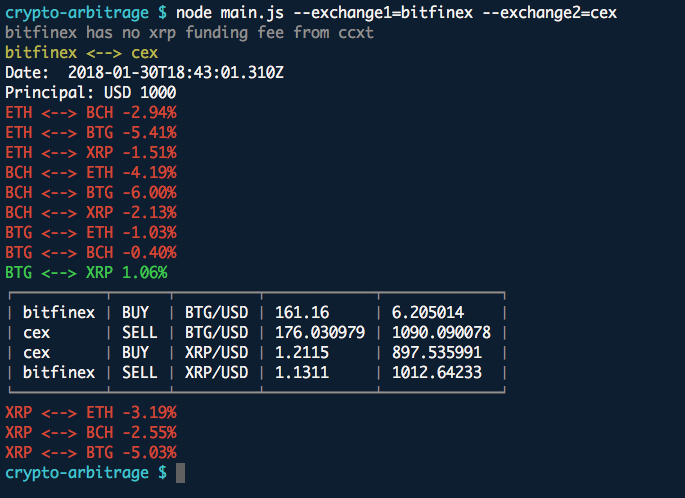 crypto-arbitrage $ node main.js --exchange1=bitfinex --exchange2=cex
bitfinex has no xrp funding fee from ccxt
bitfinex <--> cex
Date:  2018-01-30T18:43:01.310Z
Principal: USD 1000
ETH <--> BCH -2.94%
ETH <--> BTG -5.41%
ETH <--> XRP -1.51%
BCH <--> ETH -4.19%
BCH <--> BTG -6.00%
BCH <--> XRP -2.13%
BTG <--> ETH -1.03%
BTG <--> BCH -0.40%
BTG <--> XRP 1.06%
| bitfinex | BUY | BTG/USD | 161.16 | 6.205014 |
| cex | SELL | BTG/USD | 176.030979 | 1090.090078 |
| cex | BUY | XRP/USD | 1.2115 | 897.535991 |
| bitfinex | SELL | XRP/USD | 1.1311 | 1012.64233 |
XRP <--> ETH -3.19%
XRP <--> BCH -2.55%
XRP <--> BTG -5.03%
crypto-arbitrage $